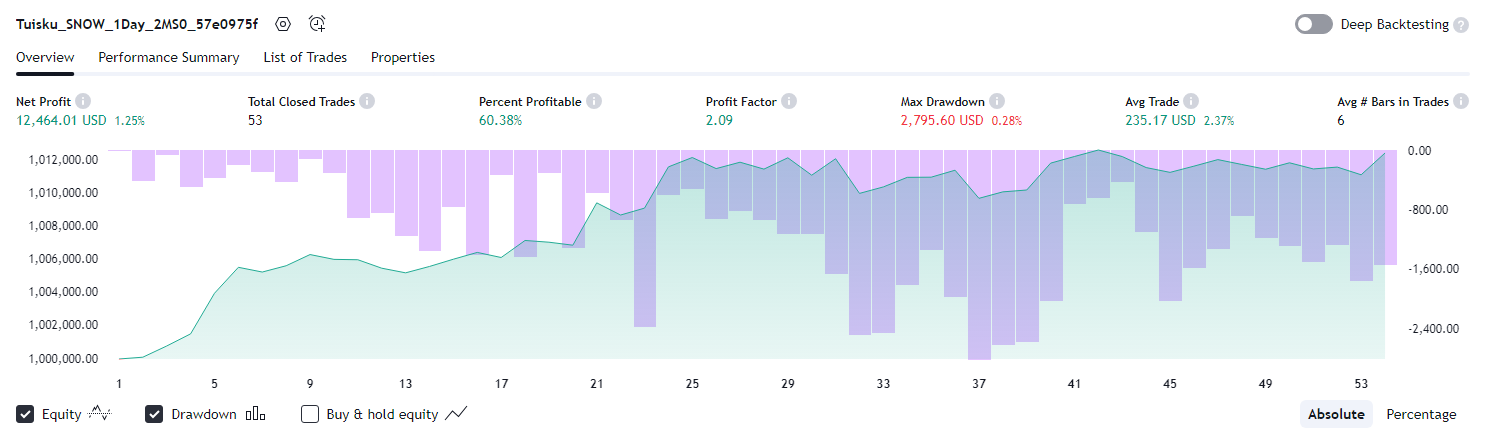 Tuisku_SNOW_1Day_2MS0_57e0975f
Deep Backtesting ?
Overview Performance Summary List of Trades Properties
Net Profit Total Closed Trades Percent Profitable Profit Factor Max Drawdown Avg Trade Avg # Bars in Trades
12,464.01 USD 1.25% 53 60.38% 2.09 2,795.60 USD 0.28% 235.17 USD 2.37% 6
1,012,000.00
1,010,000.00
1,008,000.00
1,006,000.00
1,004,000.00
1,002,000.00
1,000,000.00
0.00
-800.00
-1,600.00
-2,400.00
1 5 9 13 17 21 25 29 33 37 41 45 49 53
Equity Drawdown Buy & hold equity Absolute Percentage